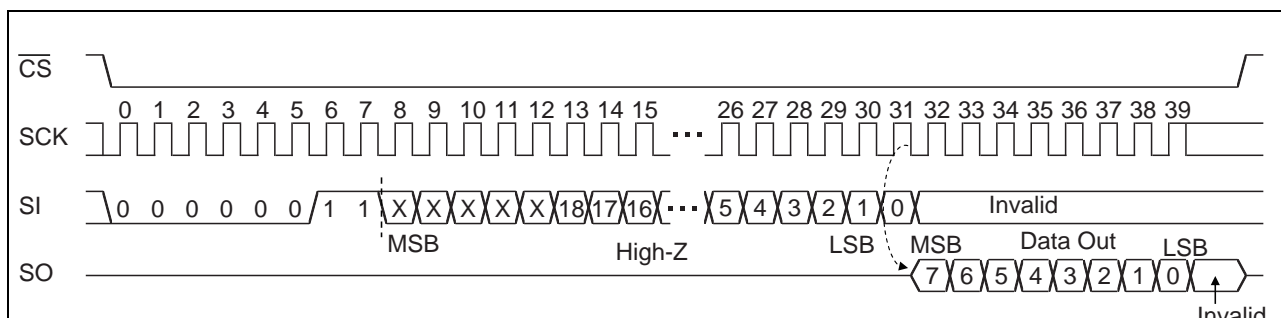 CS
0 1 2 3 4 5 6 7 8 9 10 11 12 13 14 15 26 27 28 29 30 31 32 33 34 35 36 37 38 39
SCK ...
SI 0 0 0 0 0 0 1 1 X X X X X 18 17 16 ... 5 4 3 2 1 0 Invalid
MSB High-Z LSB MSB Data Out LSB
SO 7 6 5 4 3 2 1 0
Invalid